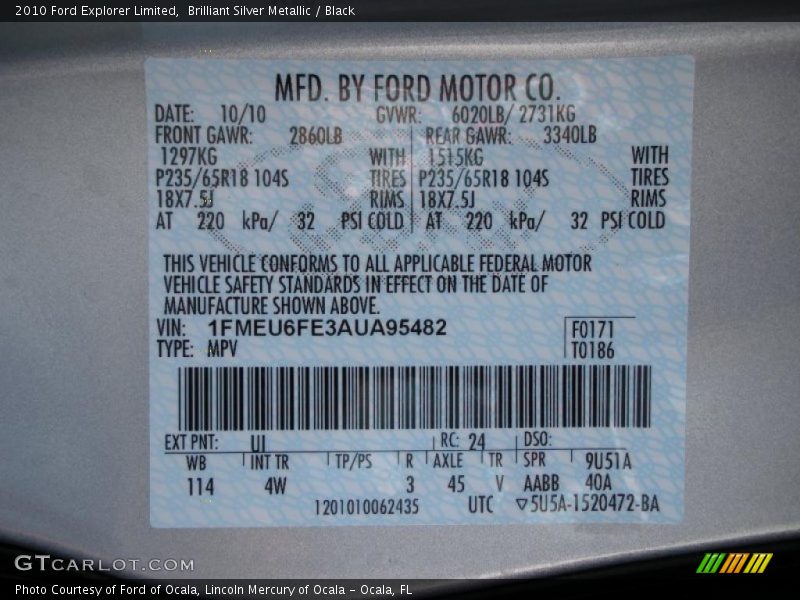 2010 Ford Explorer Limited,  Brilliant Silver Metallic / Black
MFD. BY FORD MOTOR CO.
DATE: 10/10 GVWR: 6020LB/ 2731KG
FRONT GAWR: 2860LB REAR GAWR: 3340LB
1297KG WITH 1515KG WITH
P235/65R18 104S TIRES P235/65R18 104S TIRES
18X7.5J RIMS 18X7.5J RIMS
AT 220 kPa/ 32 PSI COLD AT 220 kPa/ 32 PSI COLD
THIS VEHICLE CONFORMS TO ALL APPLICABLE FEDERAL MOTOR
VEHICLE SAFETY STANDARDS IN EFFECT ON THE DATE OF
MANUFACTURE SHOWN ABOVE.
VIN: 1FMEU6FE3AUA95482 F0171
TYPE: MPV T0186
EXT PNT: UI RC: 24 DSO:
WB INT TR TP/PS R AXLE TR SPR 9U51A
114 4W 3 45 V AABB 40A
1201010062435 UTC ▽5U5A-1520472-BA
GTCARLOT.COM
Photo Courtesy of Ford of Ocala, Lincoln Mercury of Ocala - Ocala, FL